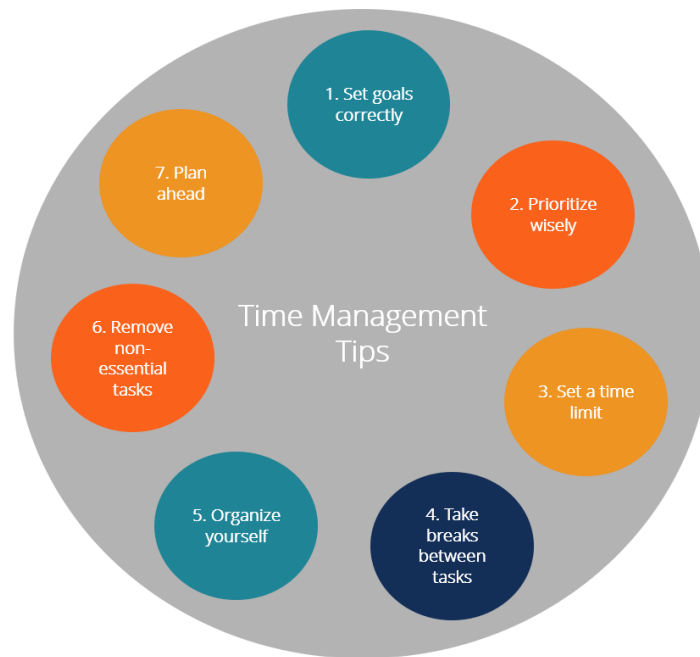 1. Set goals
correctly
2. Prioritize
wisely
3. Set a time
limit
4. Take
breaks
between
tasks
5. Organize
yourself
6. Remove
non-
essential
tasks
7. Plan
ahead
Time Management
Tips